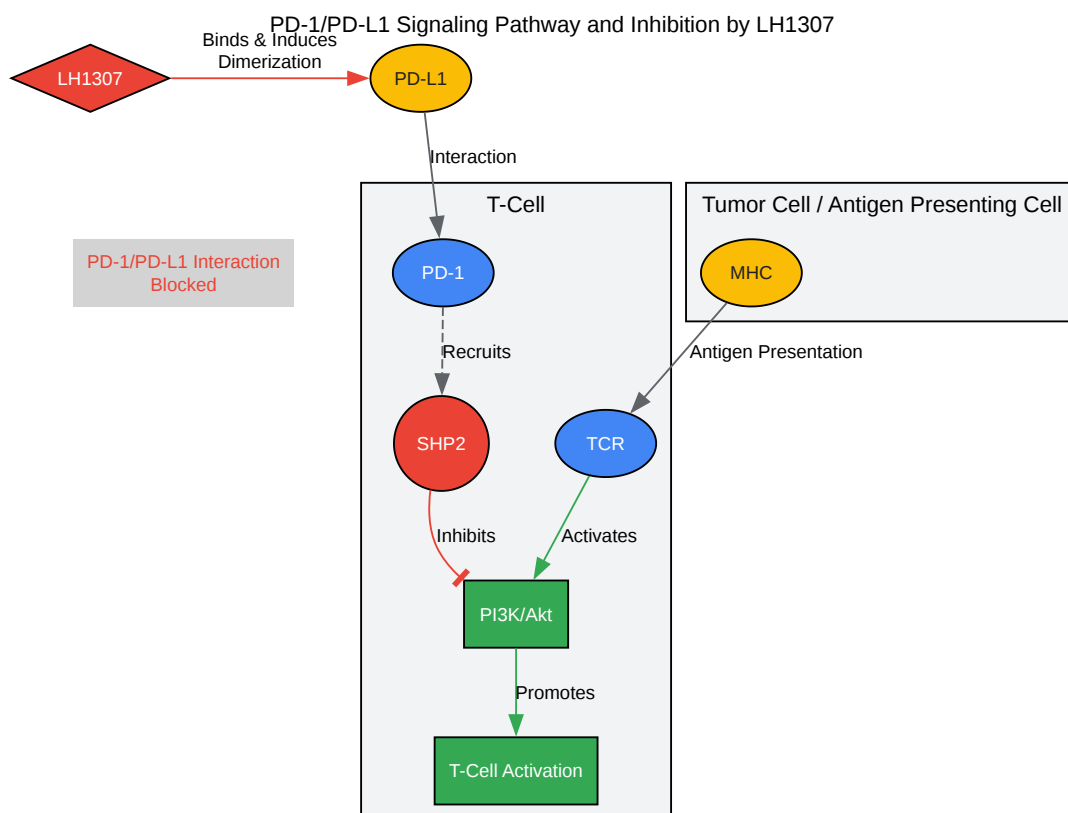 PD-1/PD-L1 Signaling Pathway and Inhibition by LH1307
Binds & Induces
Dimerization
LH1307
PD-L1
Interaction
T-Cell
Tumor Cell / Antigen Presenting Cell
PD-1/PD-L1 Interaction
Blocked
PD-1
MHC
Recruits
Antigen Presentation
SHP2
TCR
Inhibits
Activates
PI3K/Akt
Promotes
T-Cell Activation